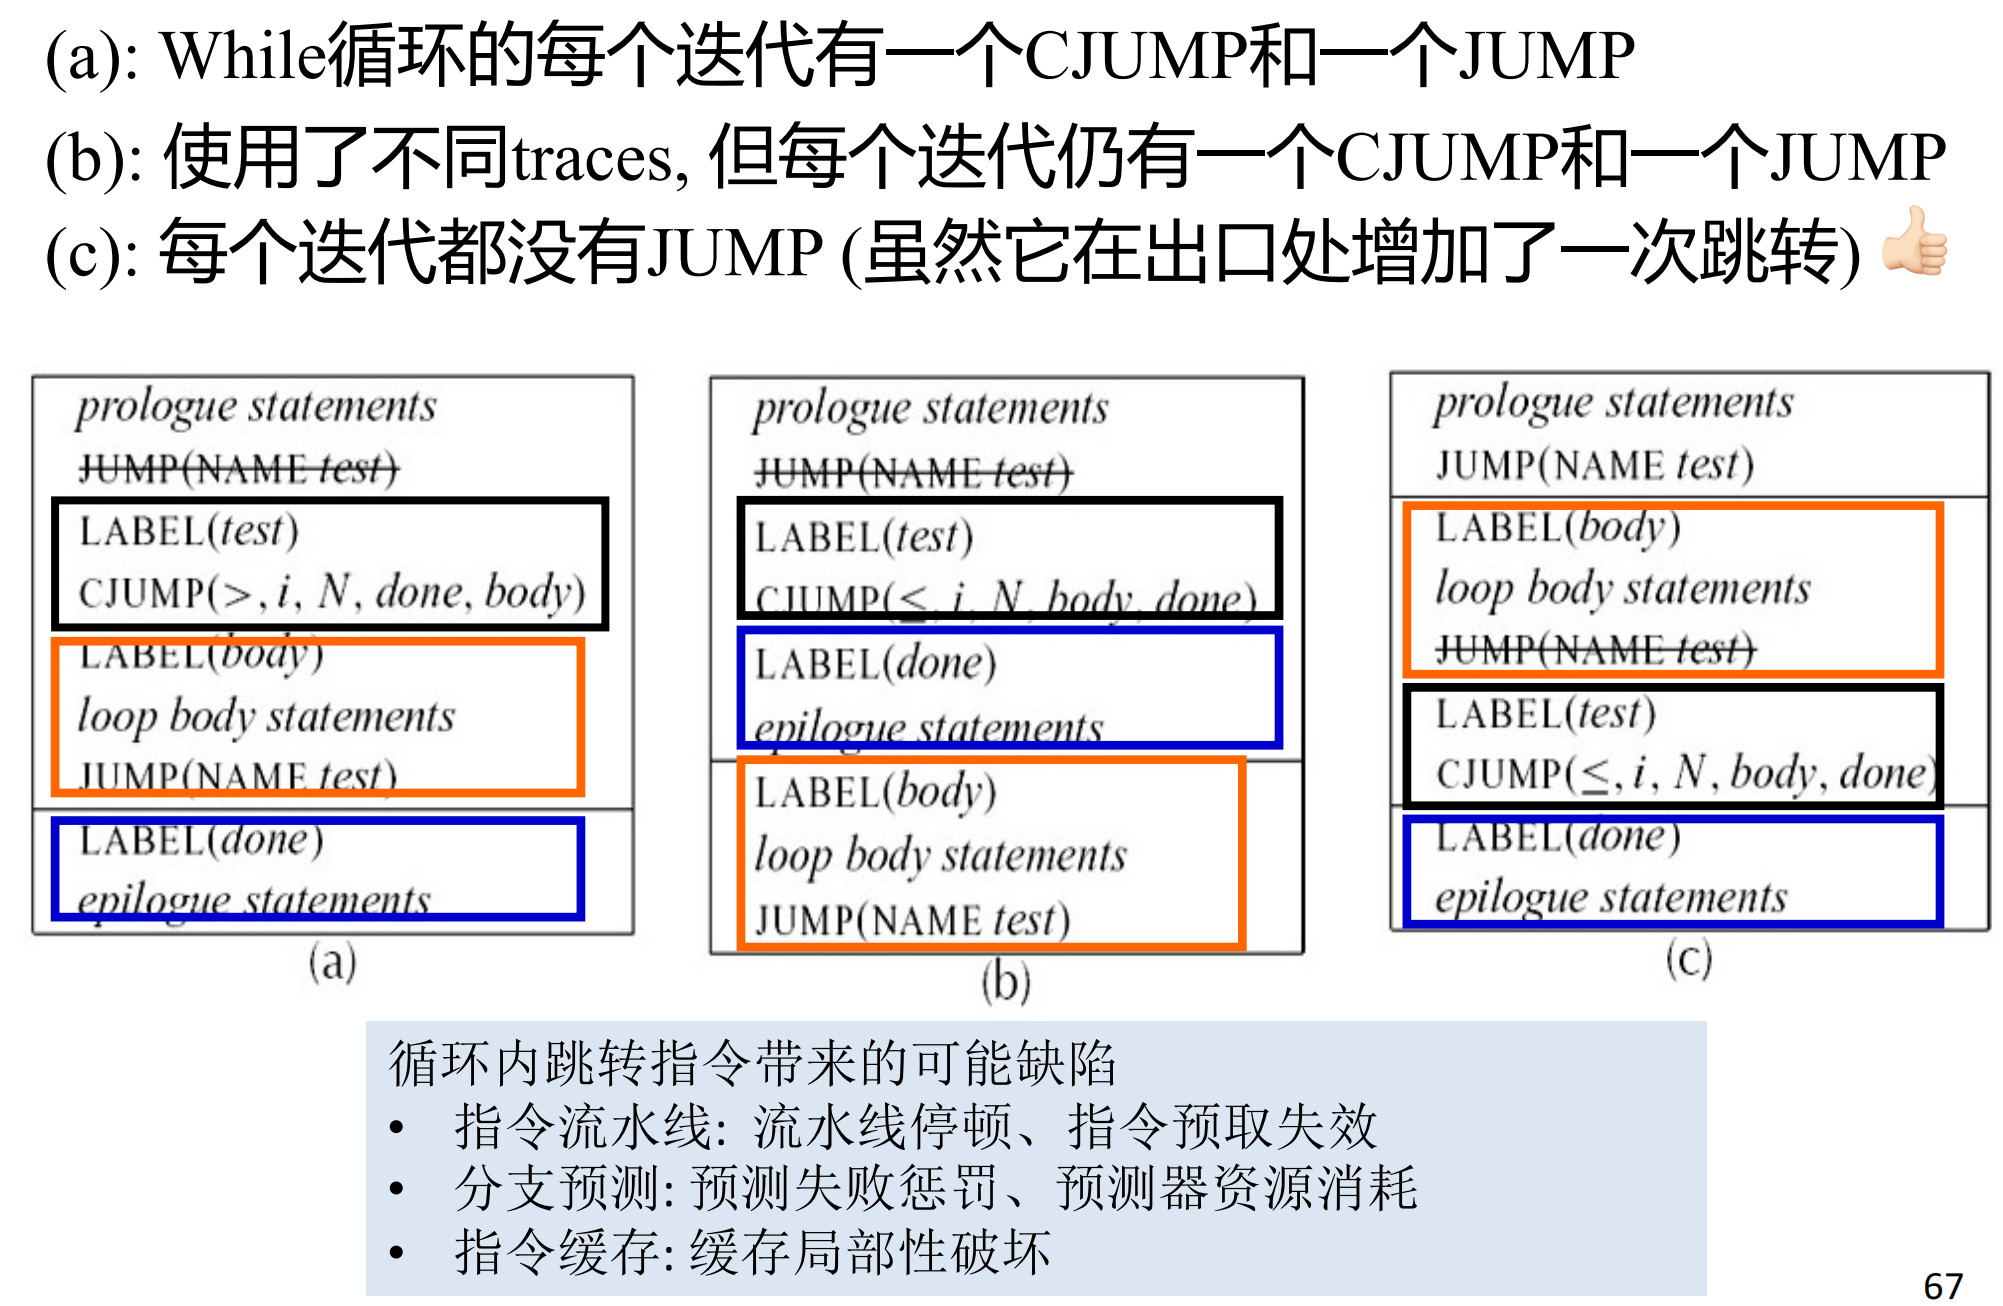 (a): While循环的每个迭代有一个CJUMP和一个JUMP
(b): 使用了不同traces, 但每个迭代仍有一个CJUMP和一个JUMP
(c): 每个迭代都没有JUMP (虽然它在出口处增加了一次跳转) 👍🏻
prologue statements
JUMP(NAME test)
LABEL(test)
CJUMP(>, i, N, done, body)
LABEL(body)
loop body statements
JUMP(NAME test)
LABEL(done)
epilogue statements
(a)
prologue statements
JUMP(NAME test)
LABEL(test)
CJUMP(≤, i, N, body, done)
LABEL(done)
epilogue statements
LABEL(body)
loop body statements
JUMP(NAME test)
(b)
prologue statements
JUMP(NAME test)
LABEL(body)
loop body statements
JUMP(NAME test)
LABEL(test)
CJUMP(≤, i, N, body, done)
LABEL(done)
epilogue statements
(c)
循环内跳转指令带来的可能缺陷
• 指令流水线: 流水线停顿、指令预取失效
• 分支预测: 预测失败惩罚、预测器资源消耗
• 指令缓存: 缓存局部性破坏
67